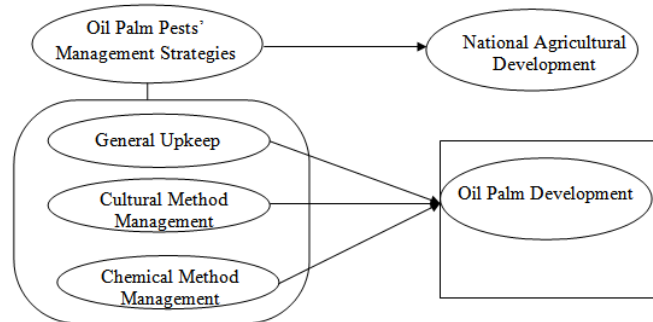 Oil Palm Pests’
Management Strategies
National Agricultural
Development
General Upkeep
Cultural Method
Management
Chemical Method
Management
Oil Palm Development